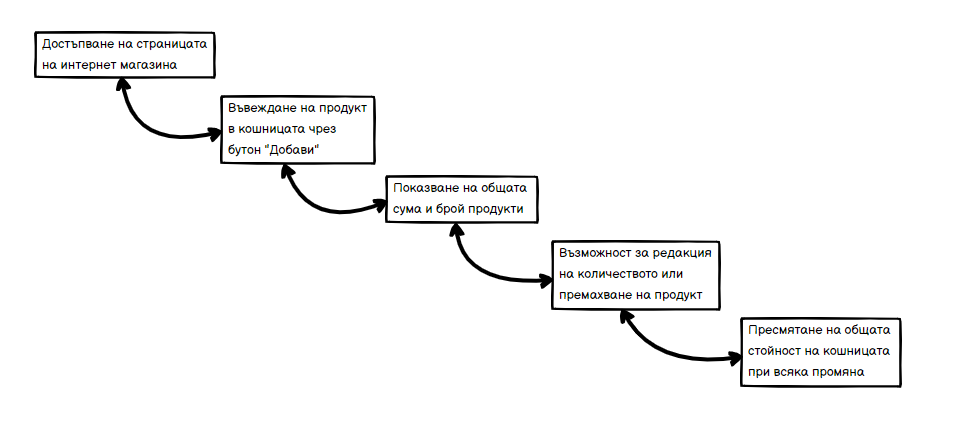 Достъпване на страницата
на интернет магазина
Въвеждане на продукт
в кошницата чрез
бутон "Добави"
Показване на общата
сума и брой продукти
Възможност за редакция
на количеството или
премахване на продукт
Пресмятане на общата
стойност на кошницата
при всяка промяна